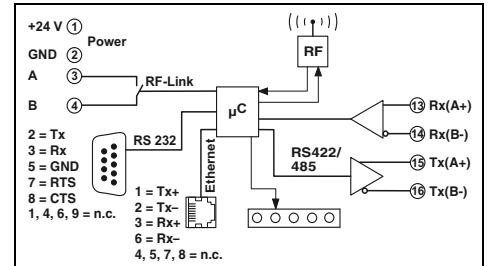 +24 V 1
Power
GND 2
A 3
RF-Link
B 4
RF
µC
13 Rx(A+)
14 Rx(B-)
RS422/
485
15 Tx(A+)
16 Tx(B-)
RS 232
2 = Tx
3 = Rx
5 = GND
7 = RTS
8 = CTS
1, 4, 6, 9 = n.c.
Ethernet
1 = Tx+
2 = Tx–
3 = Rx+
6 = Rx–
4, 5, 7, 8 = n.c.